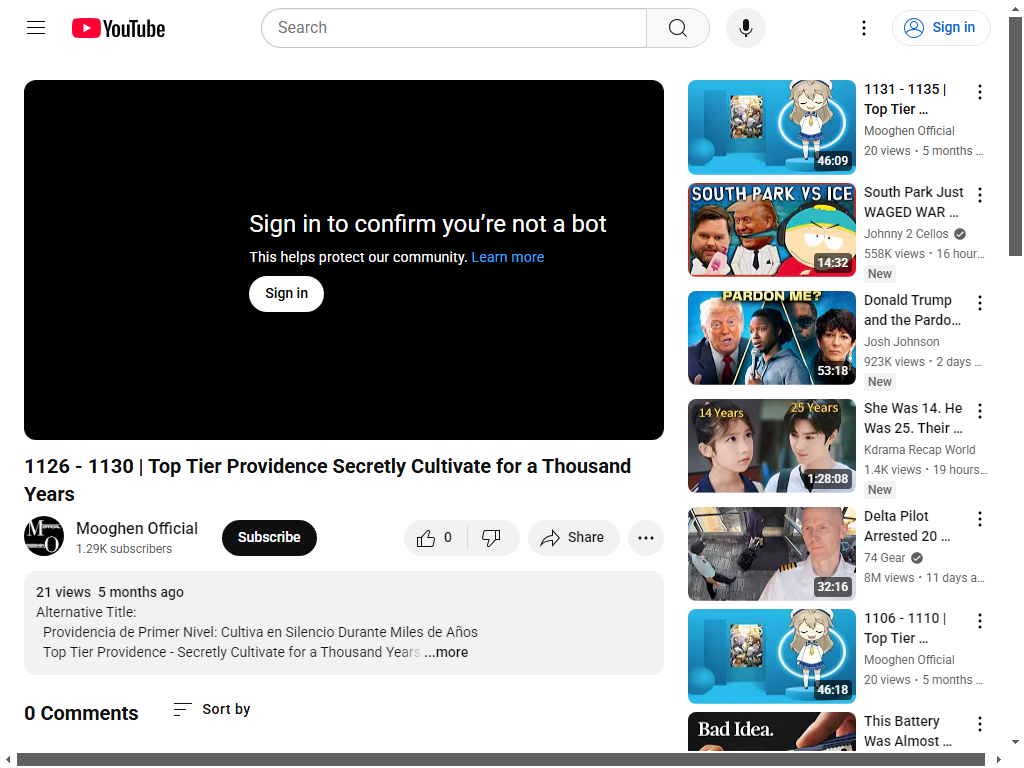 YouTube
Search
Sign in
Sign in to confirm you’re not a bot
This helps protect our community. Learn more
Sign in
1126 - 1130 | Top Tier Providence Secretly Cultivate for a Thousand
Years
Mooghen Official
1.29K subscribers
Subscribe
0
Share
21 views 5 months ago
Alternative Title:
Providencia de Primer Nivel: Cultiva en Silencio Durante Miles de Años
Top Tier Providence - Secretly Cultivate for a Thousand Years ...more
0 Comments
Sort by
46:09
1131 - 1135 |
Top Tier ...
Mooghen Official
20 views • 5 months ...
SOUTH PARK VS ICE
14:32
South Park Just
WAGED WAR ...
Johnny 2 Cellos
558K views • 16 hour...
New
PARDON ME?
53:18
Donald Trump
and the Pardo...
Josh Johnson
923K views • 2 days ...
New
14 Years
25 Years
1:28:08
She Was 14. He
Was 25. Their ...
Kdrama Recap World
1.4K views • 19 hours...
New
32:16
Delta Pilot
Arrested 20 ...
74 Gear
8M views • 11 days a...
46:18
1106 - 1110 |
Top Tier ...
Mooghen Official
20 views • 5 months ...
Bad Idea.
This Battery
Was Almost ...